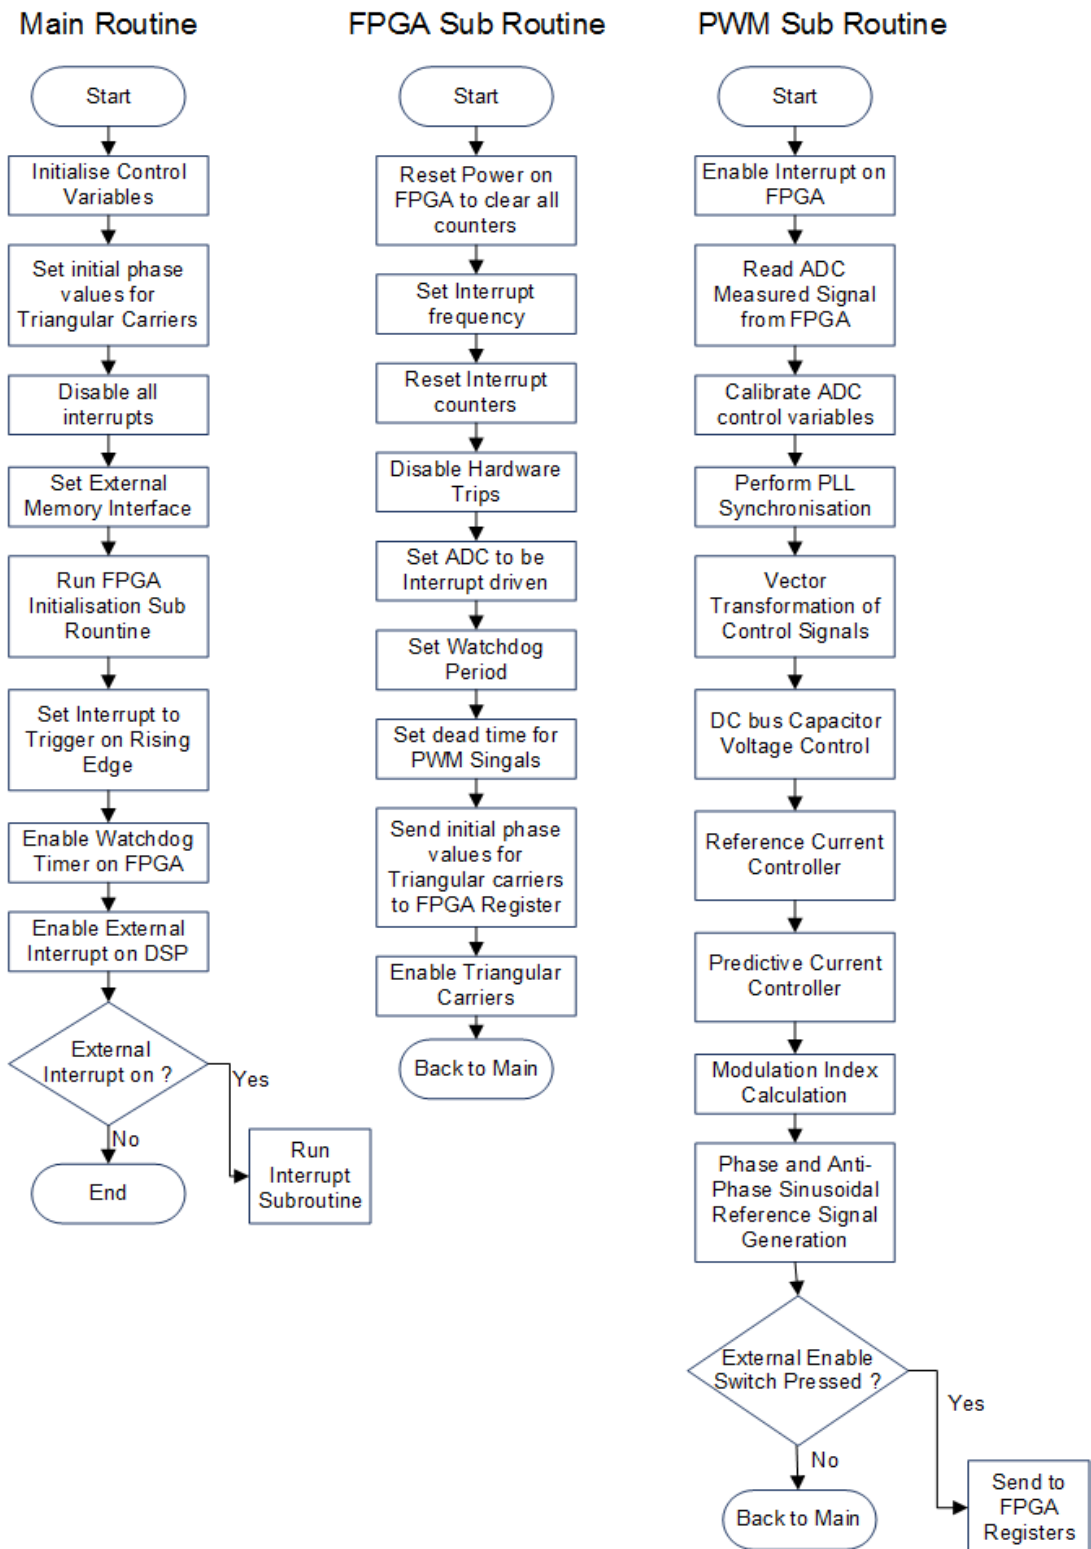 Main Routine
Start
Initialise Control
Variables
Set initial phase
values for
Triangular Carriers
Disable all
interrupts
Set External
Memory Interface
Run FPGA
Initialisation Sub
Rountine
Set Interrupt to
Trigger on Rising
Edge
Enable Watchdog
Timer on FPGA
Enable External
Interrupt on DSP
External
Interrupt on ?
Yes
No
Run
Interrupt
Subroutine
End
FPGA Sub Routine
Start
Reset Power on
FPGA to clear all
counters
Set Interrupt
frequency
Reset Interrupt
counters
Disable Hardware
Trips
Set ADC to be
Interrupt driven
Set Watchdog
Period
Set dead time for
PWM Singals
Send initial phase
values for
Triangular carriers
to FPGA Register
Enable Triangular
Carriers
Back to Main
PWM Sub Routine
Start
Enable Interrupt on
FPGA
Read ADC
Measured Signal
from FPGA
Calibrate ADC
control variables
Perform PLL
Synchronisation
Vector
Transformation of
Control Signals
DC bus Capacitor
Voltage Control
Reference Current
Controller
Predictive Current
Controller
Modulation Index
Calculation
Phase and Anti-
Phase Sinusoidal
Reference Signal
Generation
External Enable
Switch Pressed ?
Yes
No
Send to
FPGA
Registers
Back to Main